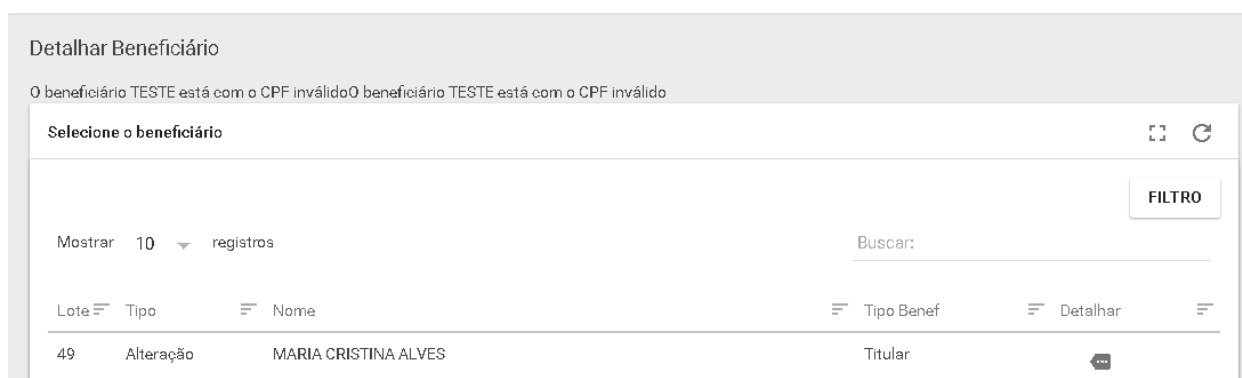 Detalhar Beneficiário
O beneficiário TESTE está com o CPF inválidoO beneficiário TESTE está com o CPF inválido
Selecione o beneficiário
FILTRO
Mostrar 10 registros Buscar:
Lote Tipo Nome Tipo Benef Detalhar
49 Alteração MARIA CRISTINA ALVES Titular